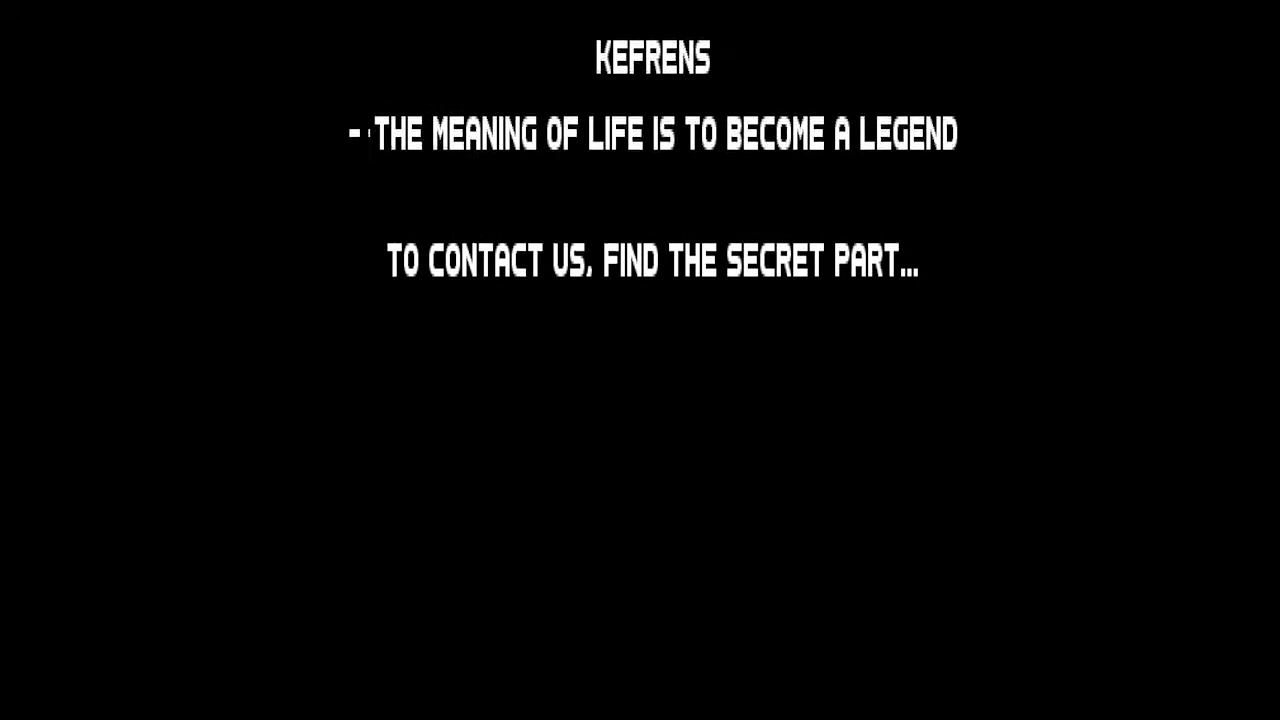 KEFRENS
- THE MEANING OF LIFE IS TO BECOME A LEGEND
TO CONTACT US, FIND THE SECRET PART...